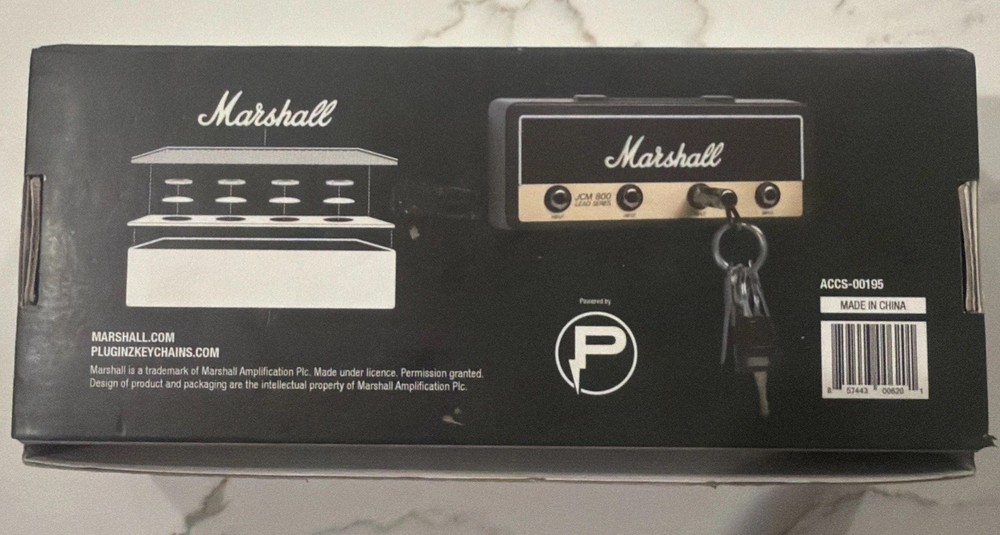 Marshall
Marshall
JCM 800
LEAD SERIES
INPUT
INPUT
ACCS-00195
MADE IN CHINA
Powered by
P
MARSHALL.COM
PLUGINZKEYCHAINS.COM
Marshall is a trademark of Marshall Amplification Plc. Made under licence. Permission granted.
Design of product and packaging are the intellectual property of Marshall Amplification Plc.
8 57443 00620 1